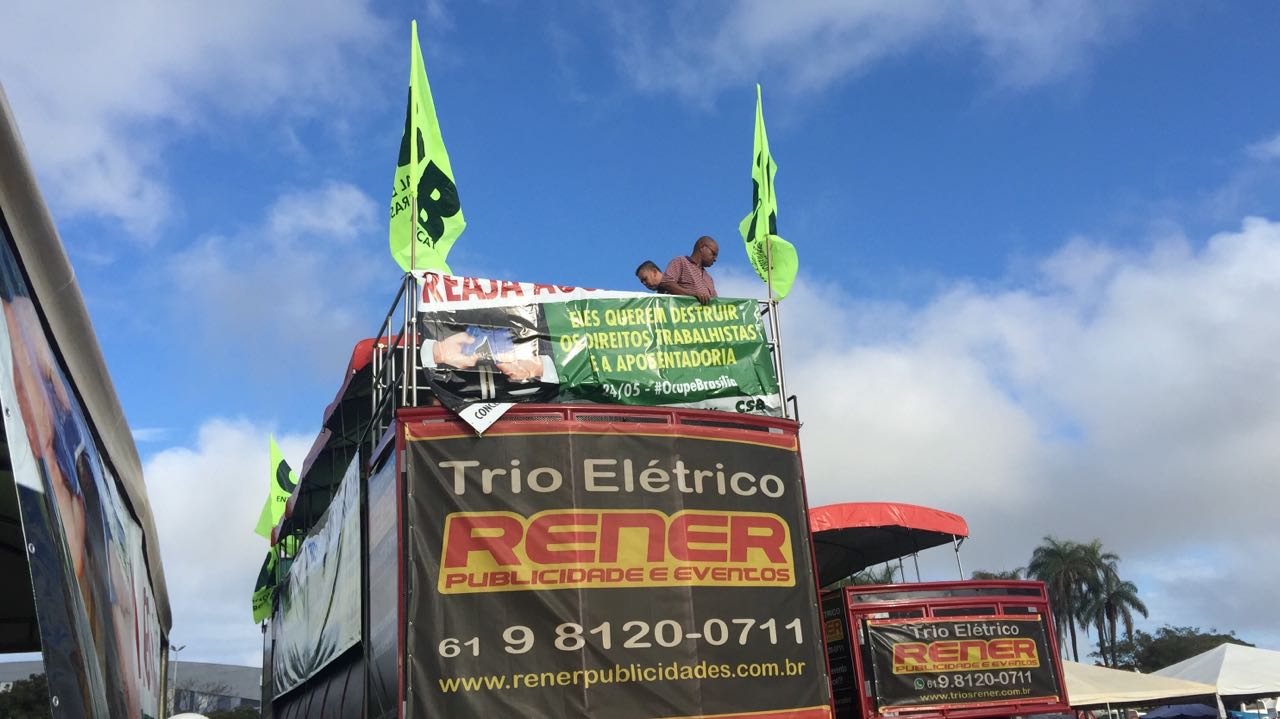 REAJA
ELES QUEREM DESTRUIR
OS DIREITOS TRABALHISTAS
E A APOSENTADORIA
24/05 - #OcupeBrasília
CSB
Trio Elétrico
RENER
PUBLICIDADE E EVENTOS
61 9 8120-0711
www.renerpublicidades.com.br
Trio Elétrico
RENER
PUBLICIDADE E EVENTOS
61 9.8120-0711
www.triosrener.com.br
B